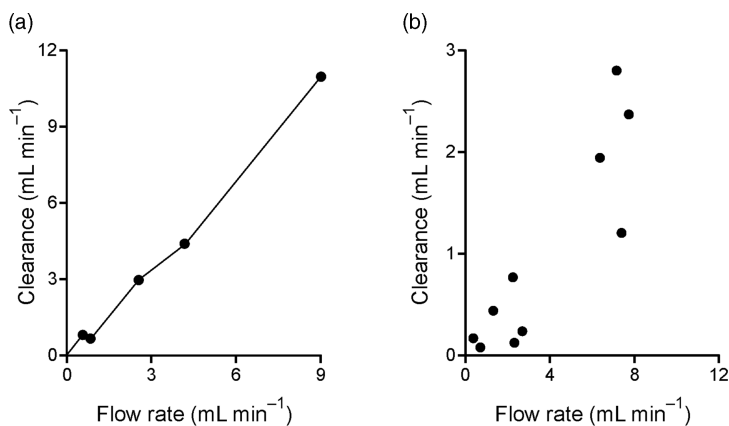 (a)
12
9
6
3
0
0 3 6 9
Clearance (mL min⁻¹)
Flow rate (mL min⁻¹)
(b)
3
2
1
0
0 4 8 12
Clearance (mL min⁻¹)
Flow rate (mL min⁻¹)